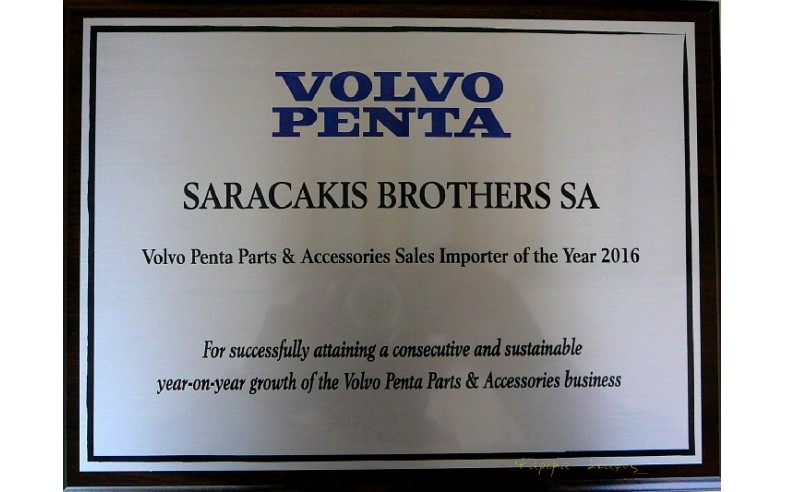 VOLVO
PENTA
SARACAKIS BROTHERS SA
Volvo Penta Parts & Accessories Sales Importer of the Year 2016
For successfully attaining a consecutive and sustainable
year-on-year growth of the Volvo Penta Parts & Accessories business